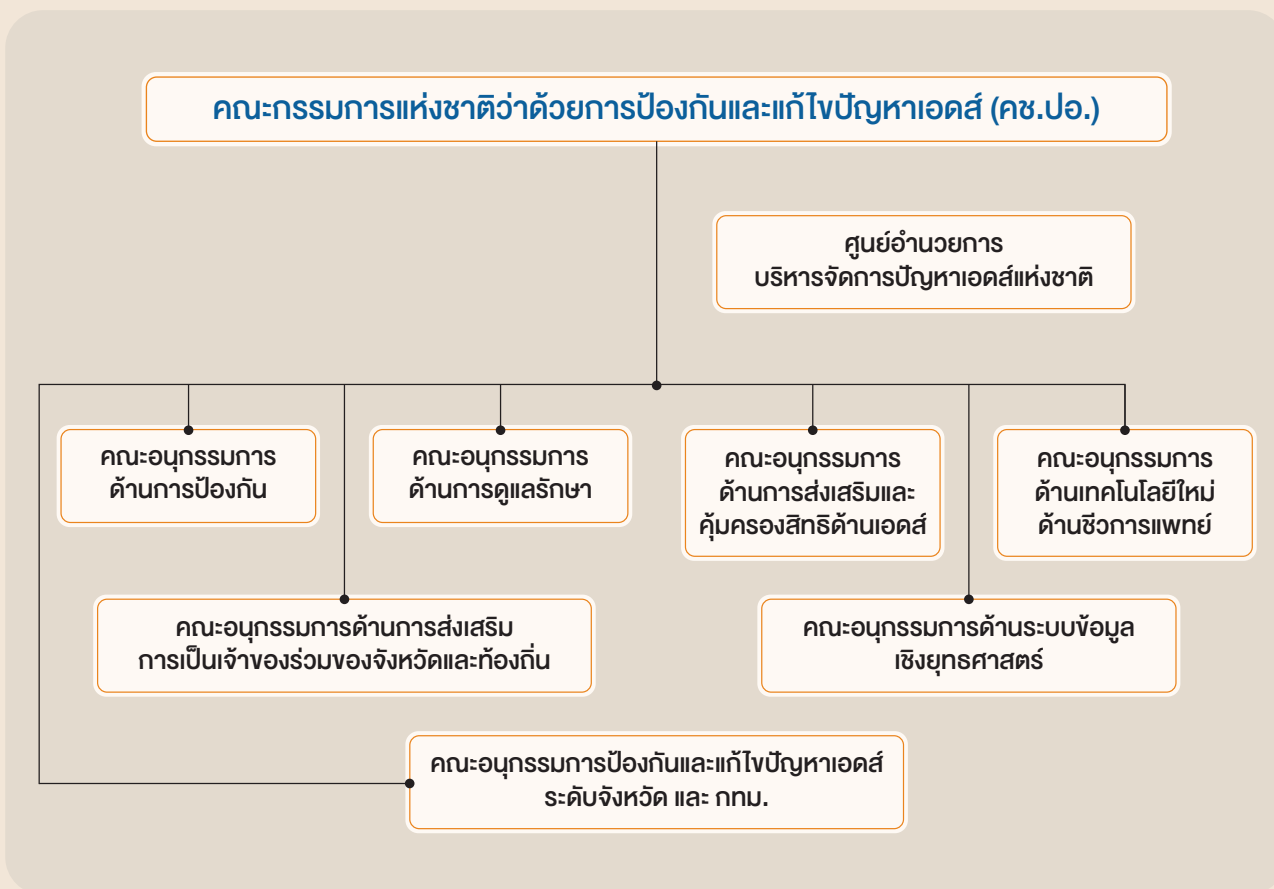 คณะกรรมการแห่งชาติว่าด้วยการป้องกันและแก้ไขปัญหาเอดส์ (คช.ปอ.)
ศูนย์อำนวยการ
บริหารจัดการปัญหาเอดส์แห่งชาติ
คณะอนุกรรมการ
ด้านการป้องกัน
คณะอนุกรรมการ
ด้านการดูแลรักษา
คณะอนุกรรมการ
ด้านการส่งเสริมและ
คุ้มครองสิทธิด้านเอดส์
คณะอนุกรรมการ
ด้านเทคโนโลยีใหม่
ด้านชีวการแพทย์
คณะอนุกรรมการด้านการส่งเสริม
การเป็นเจ้าของร่วมของจังหวัดและท้องถิ่น
คณะอนุกรรมการด้านระบบข้อมูล
เชิงยุทธศาสตร์
คณะอนุกรรมการป้องกันและแก้ไขปัญหาเอดส์
ระดับจังหวัด และ กทม.